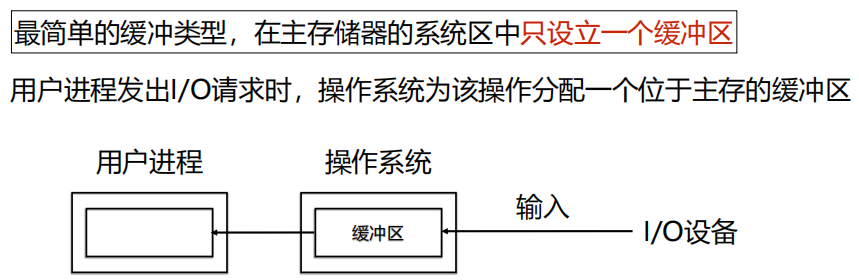 最简单的缓冲类型，在主存储器的系统区中只设立一个缓冲区
用户进程发出I/O请求时，操作系统为该操作分配一个位于主存的缓冲区
用户进程
操作系统
输入
缓冲区
I/O设备